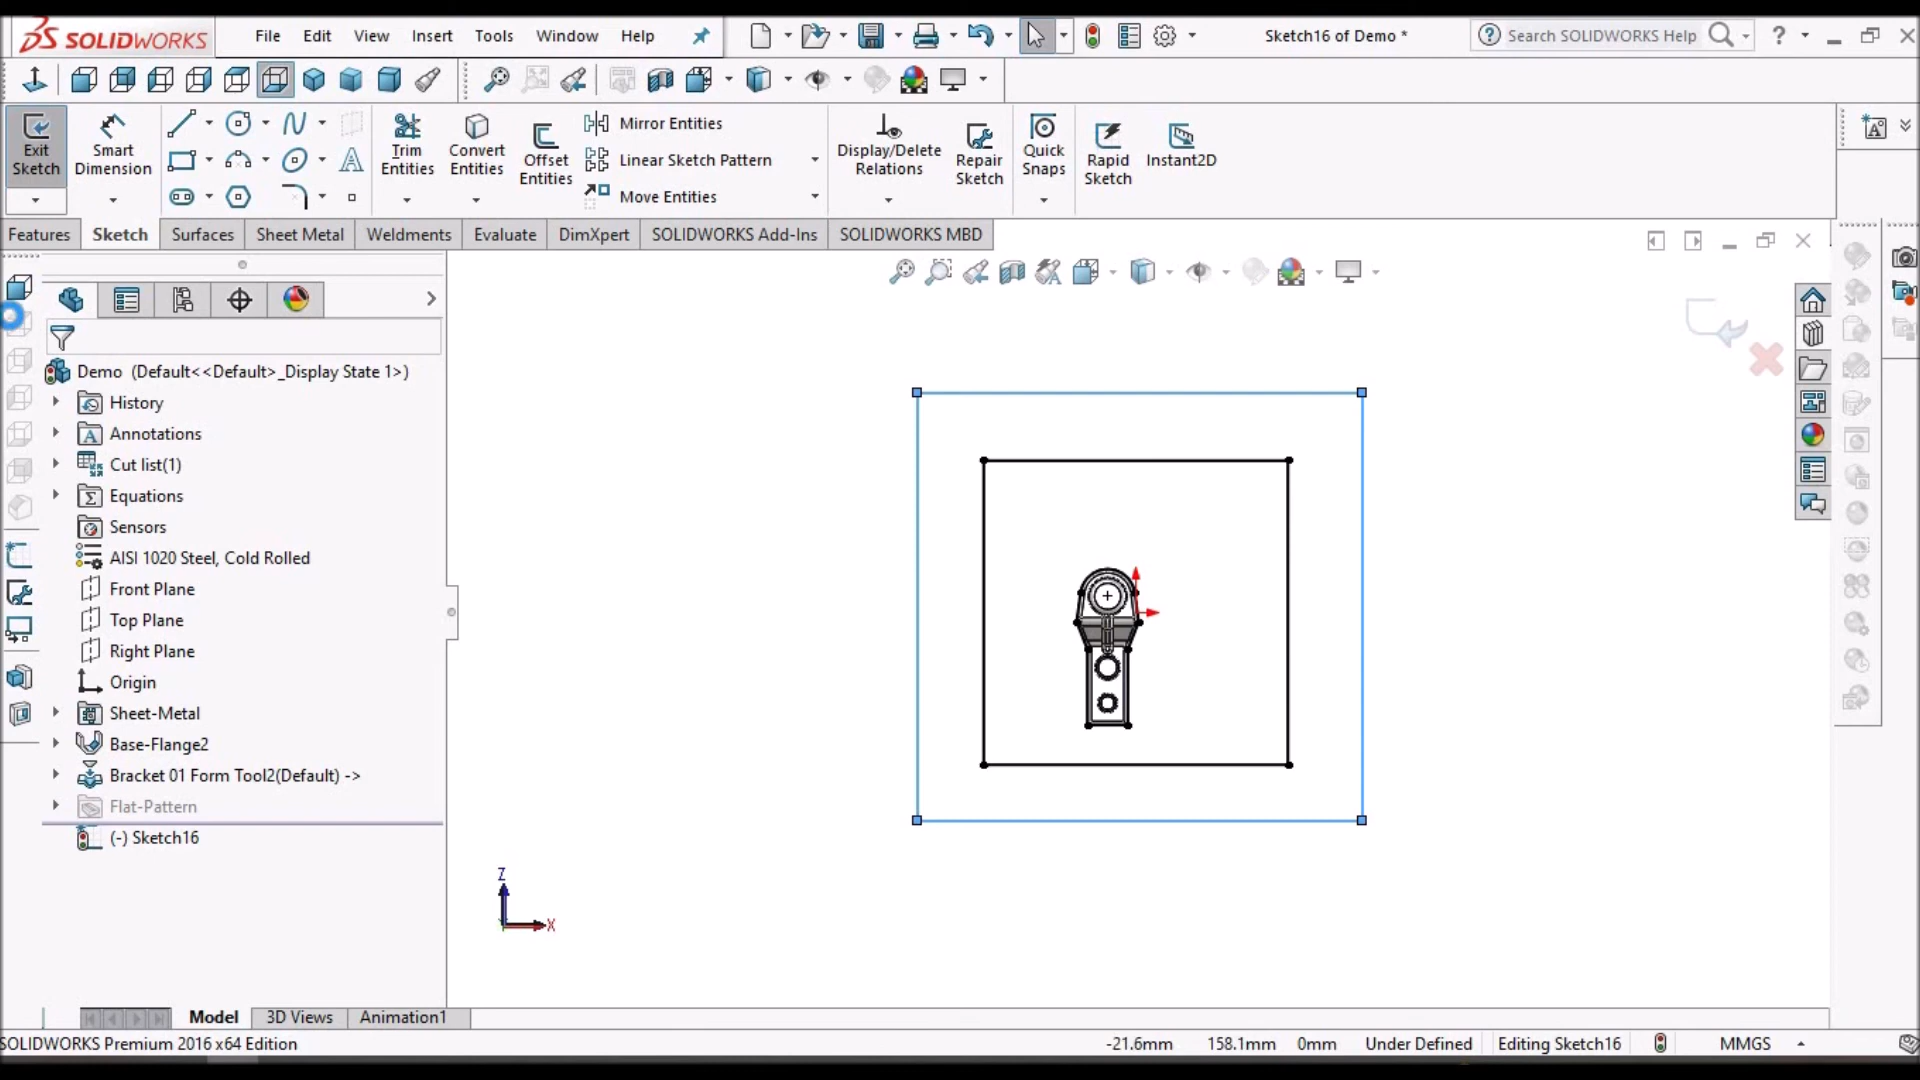 SOLIDWORKS
File Edit View Insert Tools Window Help
Sketch16 of Demo *
Search SOLIDWORKS Help
Exit Sketch
Smart Dimension
Trim Entities
Convert Entities
Offset Entities
Mirror Entities
Linear Sketch Pattern
Move Entities
Display/Delete Relations
Repair Sketch
Quick Snaps
Rapid Sketch
Instant2D
Features Sketch Surfaces Sheet Metal Weldments Evaluate DimXpert SOLIDWORKS Add-Ins SOLIDWORKS MBD
Demo (Default<<Default>_Display State 1>)
History
Annotations
Cut list(1)
Equations
Sensors
AISI 1020 Steel, Cold Rolled
Front Plane
Top Plane
Right Plane
Origin
Sheet-Metal
Base-Flange2
Bracket 01 Form Tool2(Default) ->
Flat-Pattern
(-) Sketch16
Z
X
Model 3D Views Animation1
SOLIDWORKS Premium 2016 x64 Edition
-21.6mm 158.1mm 0mm Under Defined Editing Sketch16 MMGS